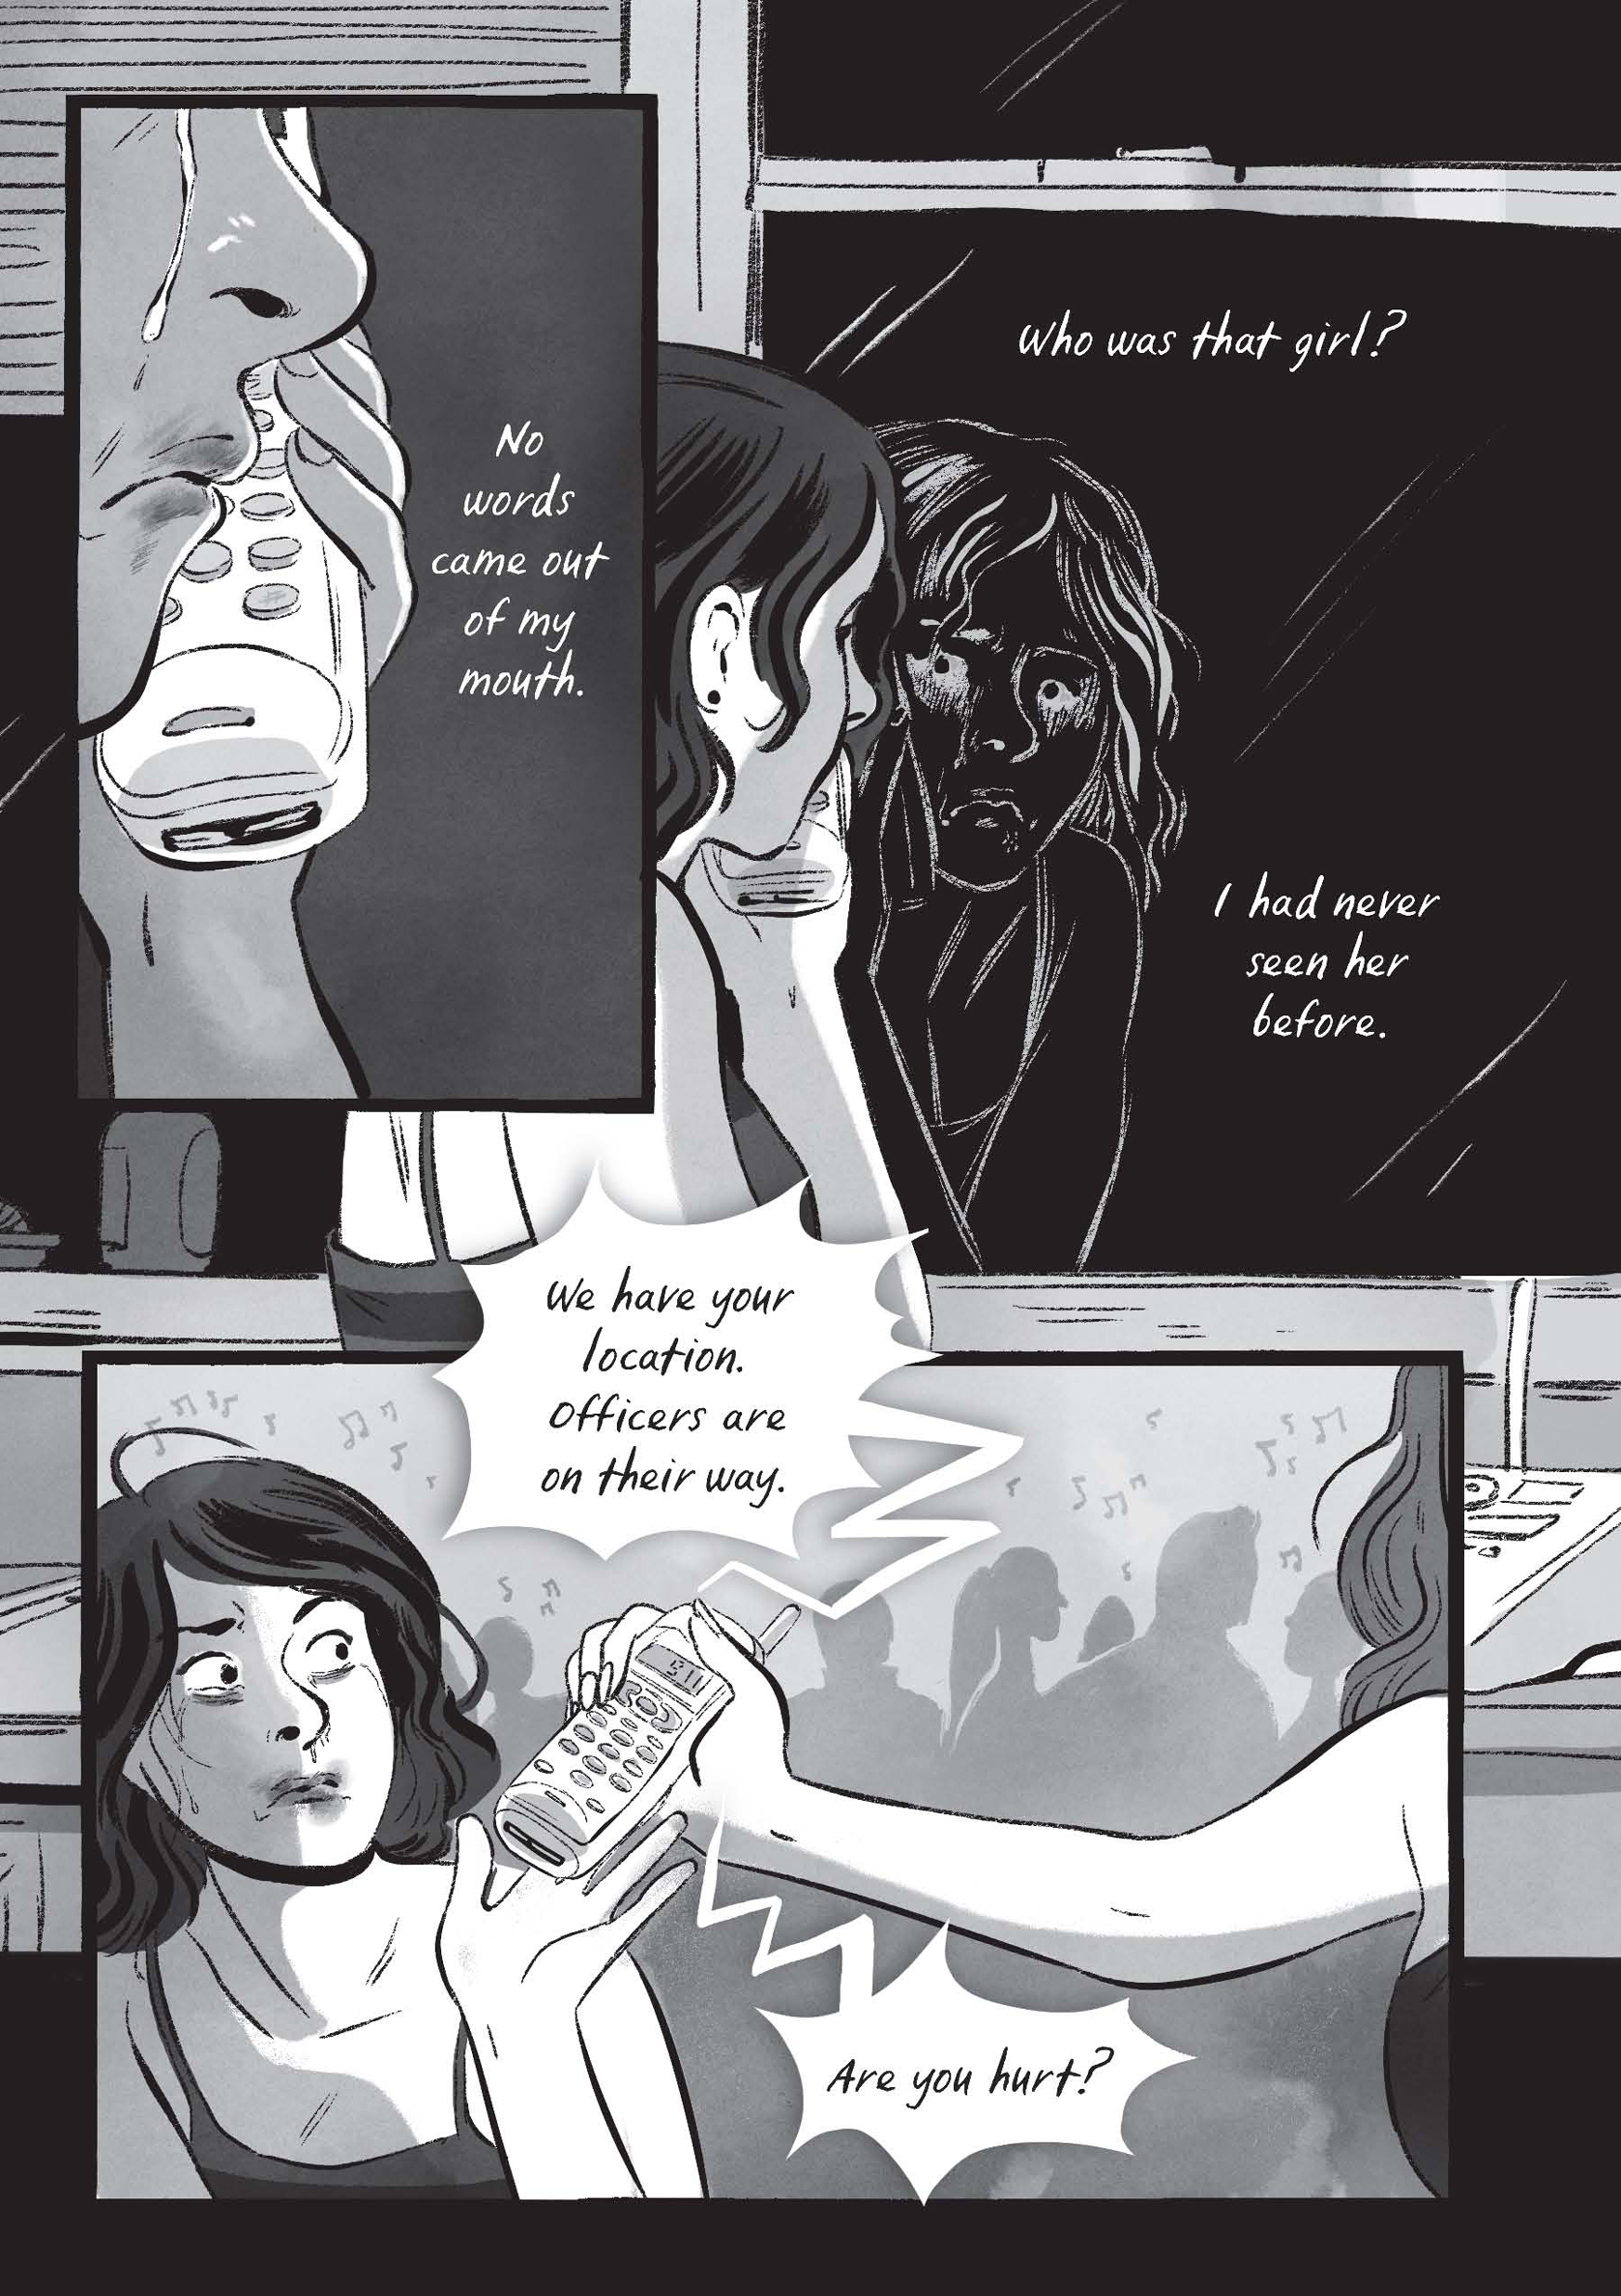 No
words
came out
of my
mouth.
Who was that girl?
I had never
seen her
before.
We have your
location.
Officers are
on their way.
Are you hurt?